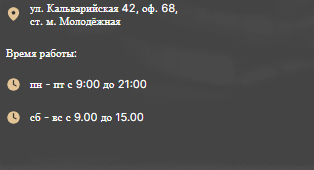 ул. Кальварийская 42, оф. 68,
ст. м. Молодёжная
Время работы:
пн - пт с 9:00 до 21:00
сб - вс с 9.00 до 15.00